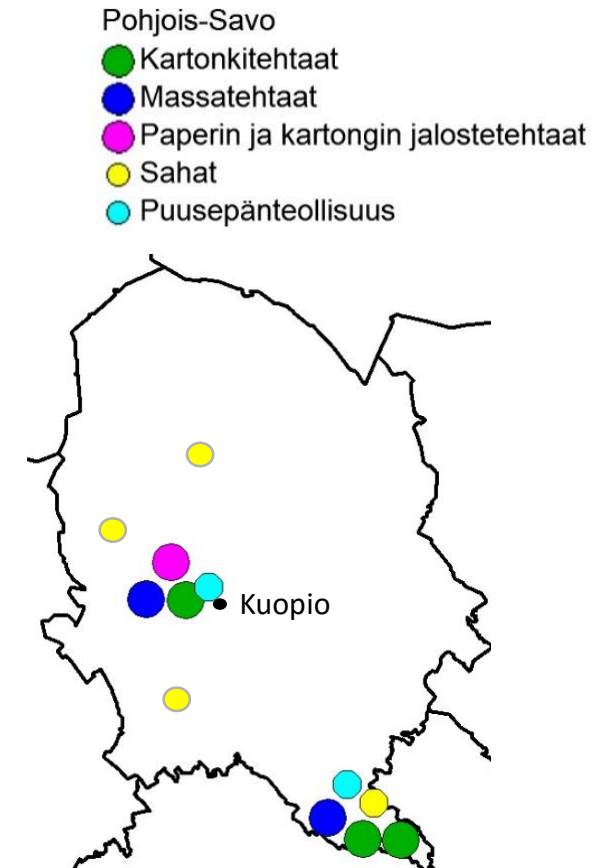 Pohjois-Savo
Kartonkitehtaat
Massatehtaat
Paperin ja kartongin jalostetehtaat
Sahat
Puusepänteollisuus
Kuopio